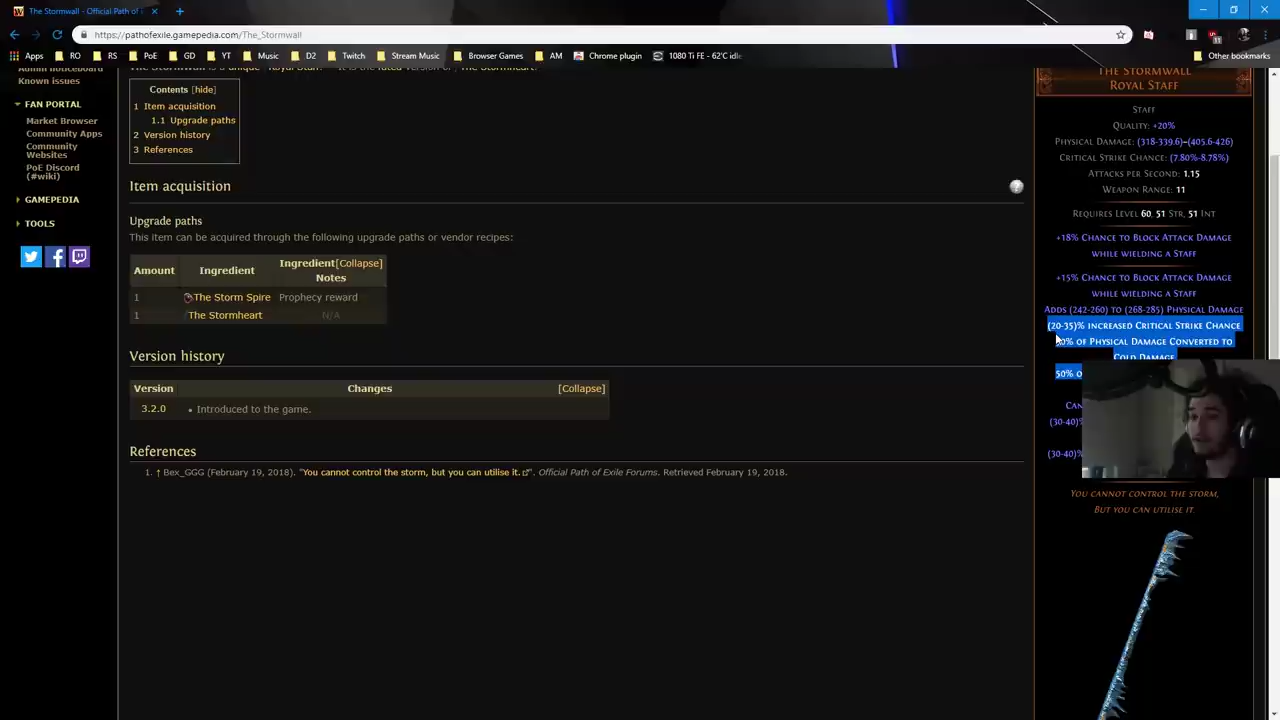 The Stormwall - Official Path of
https://pathofexile.gamepedia.com/The_Stormwall
Apps RO RS PoE GD YT Music D2 Twitch Stream Music Browser Games AM Chrome plugin 1080 Ti FE - 62°C idle Other bookmarks
Admin noticeboard
Known issues
FAN PORTAL
Market Browser
Community Apps
Community
Websites
PoE Discord
(#wiki)
GAMEPEDIA
TOOLS
Contents [hide]
1 Item acquisition
1.1 Upgrade paths
2 Version history
3 References
Item acquisition
Upgrade paths
This item can be acquired through the following upgrade paths or vendor recipes:
Amount Ingredient Ingredient[Collapse]
Notes
1 The Storm Spire Prophecy reward
1 The Stormheart N/A
Version history
Version Changes [Collapse]
3.2.0 • Introduced to the game.
References
1. ↑ Bex_GGG (February 19, 2018). "You cannot control the storm, but you can utilise it.". Official Path of Exile Forums. Retrieved February 19, 2018.
THE STORMWALL
ROYAL STAFF
STAFF
QUALITY: +20%
PHYSICAL DAMAGE: (318-339.6)–(405.6-426)
CRITICAL STRIKE CHANCE: (7.80%-8.78%)
ATTACKS PER SECOND: 1.15
WEAPON RANGE: 11
REQUIRES LEVEL 60, 51 STR, 51 INT
+18% CHANCE TO BLOCK ATTACK DAMAGE
WHILE WIELDING A STAFF
+15% CHANCE TO BLOCK ATTACK DAMAGE
WHILE WIELDING A STAFF
ADDS (242-260) TO (268-285) PHYSICAL DAMAGE
(20-35)% INCREASED CRITICAL STRIKE CHANCE
OF PHYSICAL DAMAGE CONVERTED TO
COLD DAMAGE
50%
(30-40)%
(30-40)%
YOU CANNOT CONTROL THE STORM,
BUT YOU CAN UTILISE IT.